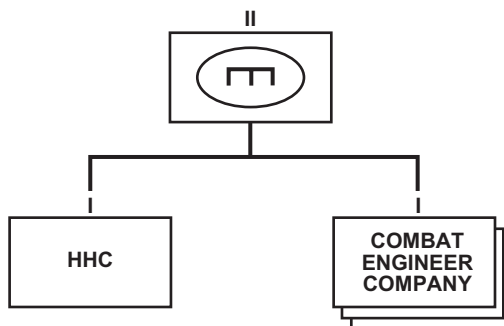 II
I
I
HHC
COMBAT
ENGINEER
COMPANY